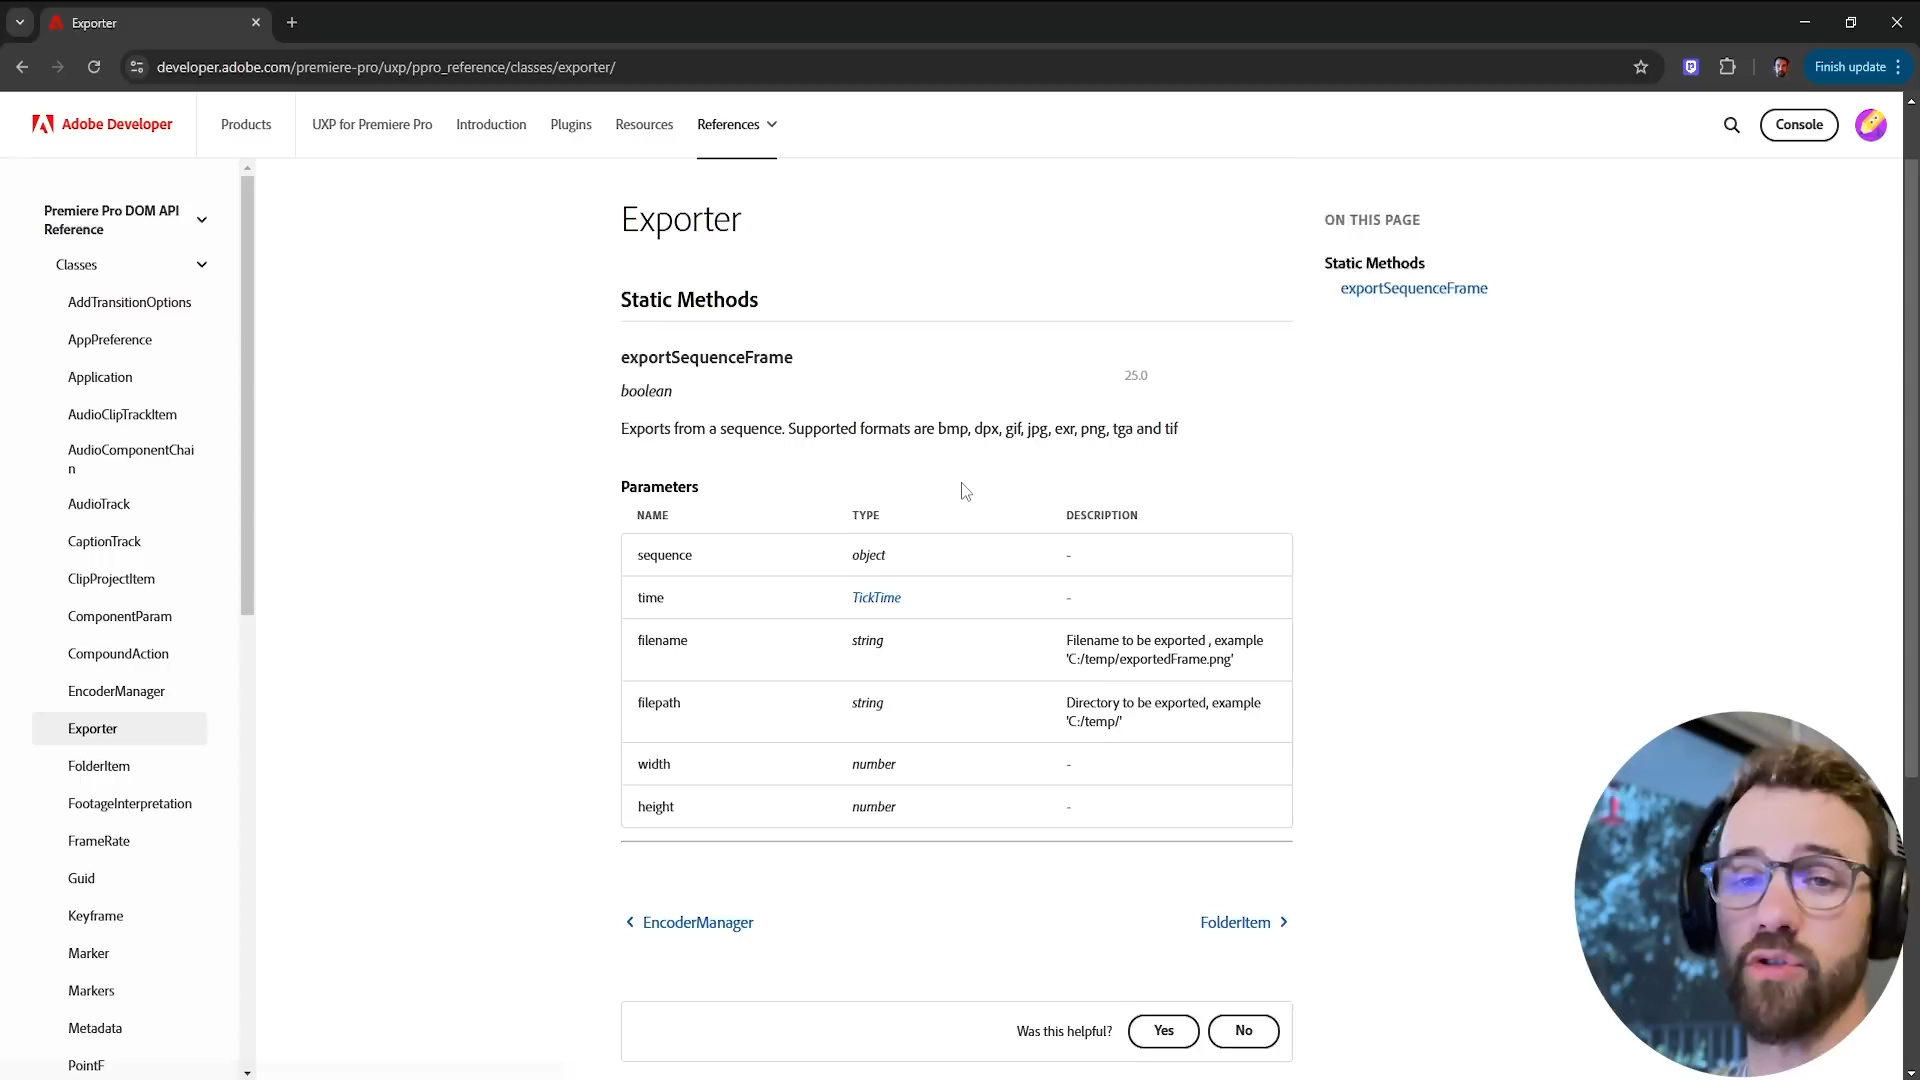 Exporter
developer.adobe.com/premiere-pro/uxp/ppro_reference/classes/exporter/
Finish update
Adobe Developer
Products
UXP for Premiere Pro
Introduction
Plugins
Resources
References
Console
Premiere Pro DOM API
Reference
Classes
AddTransitionOptions
AppPreference
Application
AudioClipTrackItem
AudioComponentChai
n
AudioTrack
CaptionTrack
ClipProjectItem
ComponentParam
CompoundAction
EncoderManager
Exporter
FolderItem
FootageInterpretation
FrameRate
Guid
Keyframe
Marker
Markers
Metadata
PointF
Exporter
Static Methods
exportSequenceFrame
25.0
boolean
Exports from a sequence. Supported formats are bmp, dpx, gif, jpg, exr, png, tga and tif
Parameters
NAME TYPE DESCRIPTION
sequence object -
time TickTime -
filename string Filename to be exported , example
'C:/temp/exportedFrame.png'
filepath string Directory to be exported, example
'C:/temp/'
width number -
height number -
EncoderManager
FolderItem
Was this helpful?
Yes
No
ON THIS PAGE
Static Methods
exportSequenceFrame